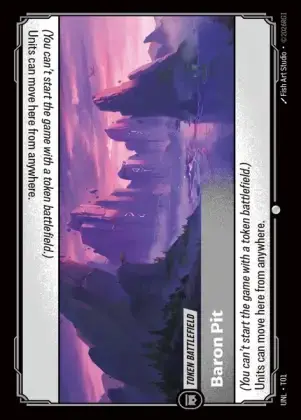 (You can't start the game with a token battlefield.)
Units can move here from anywhere.
TOKEN BATTLEFIELD
Baron Pit
(You can't start the game with a token battlefield.)
Units can move here from anywhere.
UNL • T01
Fish Art Studio • ©2026RGT